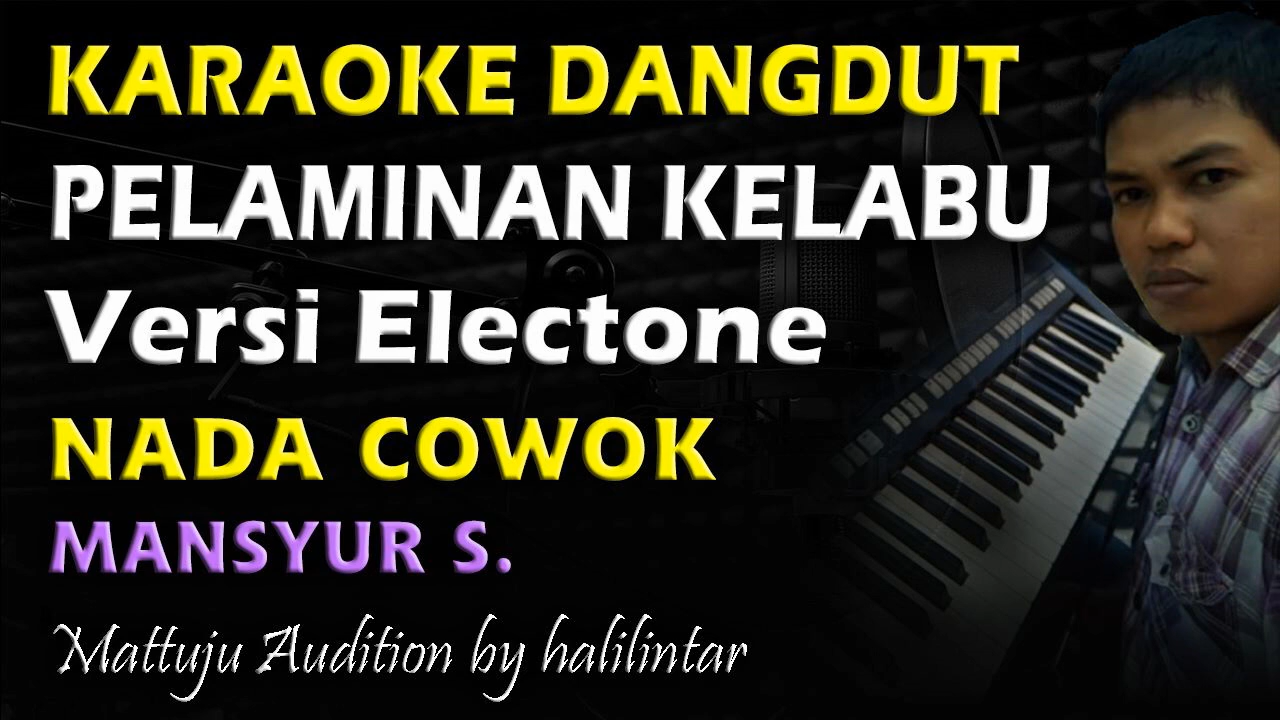 KARAOKE DANGDUT
PELAMINAN KELABU
Versi Electone
NADA COWOK
MANSYUR S.
Mattuju Audition by halilintar